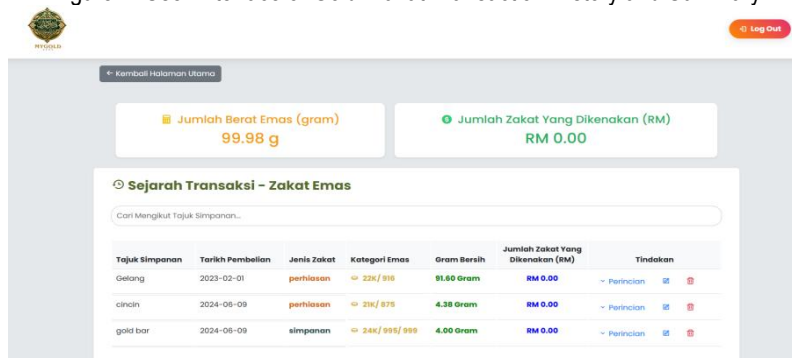 MYGOLD
Log Out
← Kembali Halaman Utama
Jumlah Berat Emas (gram)
99.98 g
Jumlah Zakat Yang Dikenakan (RM)
RM 0.00
Sejarah Transaksi - Zakat Emas
Cari Mengikut Tajuk Simpanan...
Tajuk Simpanan Tarikh Pembelian Jenis Zakat Kategori Emas Gram Bersih Jumlah Zakat Yang Dikenakan (RM) Tindakan
Gelang 2023-02-01 perhiasan 22K/ 916 91.60 Gram RM 0.00 Perincian
cincin 2024-06-09 perhiasan 21K/ 875 4.38 Gram RM 0.00 Perincian
gold bar 2024-06-09 simpanan 24K/ 995/ 999 4.00 Gram RM 0.00 Perincian